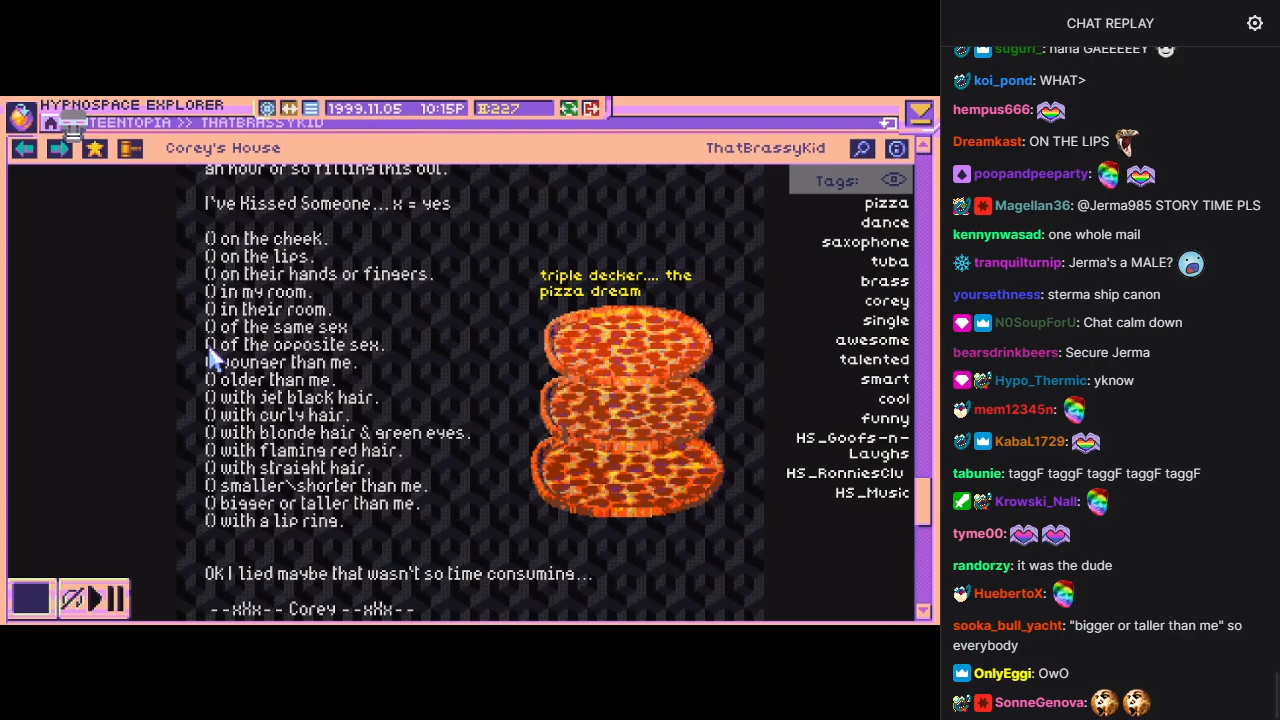 HYPNOSPACE EXPLORER
1999.11.05 10:15P
227
TEENTOPIA >> THATBRASSYKID
Corey's House
ThatBrassyKid
an hour or so filling this out.
I've Kissed Someone... x = yes
() on the cheek.
() on the lips.
() on their hands or fingers.
() in my room.
() in their room.
() of the same sex
() of the opposite sex.
() younger than me.
() older than me.
() with jet black hair.
() with curly hair.
() with blonde hair & green eyes.
() with flaming red hair.
() with straight hair.
() smaller\shorter than me.
() bigger or taller than me.
() with a lip ring.
OK I lied maybe that wasn't so time consuming...
--xXx-- Corey --xXx--
triple decker.... the
pizza dream
Tags:
pizza
dance
saxophone
tuba
brass
corey
single
awesome
talented
smart
cool
funny
HS_Goofs-n-
Laughs
HS_RonniesClu
HS_Music
CHAT REPLAY
suguri_: haha GAEEEEEY
koi_pond: WHAT>
hempus666:
Dreamkast: ON THE LIPS
poopandpeeparty:
Magellan36: @Jerma985 STORY TIME PLS
kennynwasad: one whole mail
tranquilturnip: Jerma's a MALE?
yoursethness: sterma ship canon
N0SoupForU: Chat calm down
bearsdrinkbeers: Secure Jerma
Hypo_Thermic: yknow
mem12345n:
KabaL1729:
tabunie: taggF taggF taggF taggF taggF
Krowski_Nall:
tyme00:
randorzy: it was the dude
HuebertoX:
sooka_bull_yacht: "bigger or taller than me" so
everybody
OnlyEggi: OwO
SonneGenova: